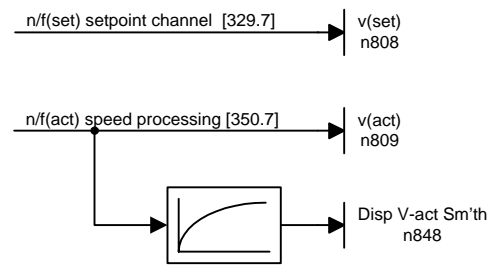 n/f(set) setpoint channel [329.7]
v(set)
n808
n/f(act) speed processing [350.7]
v(act)
n809
Disp V-act Sm'th
n848